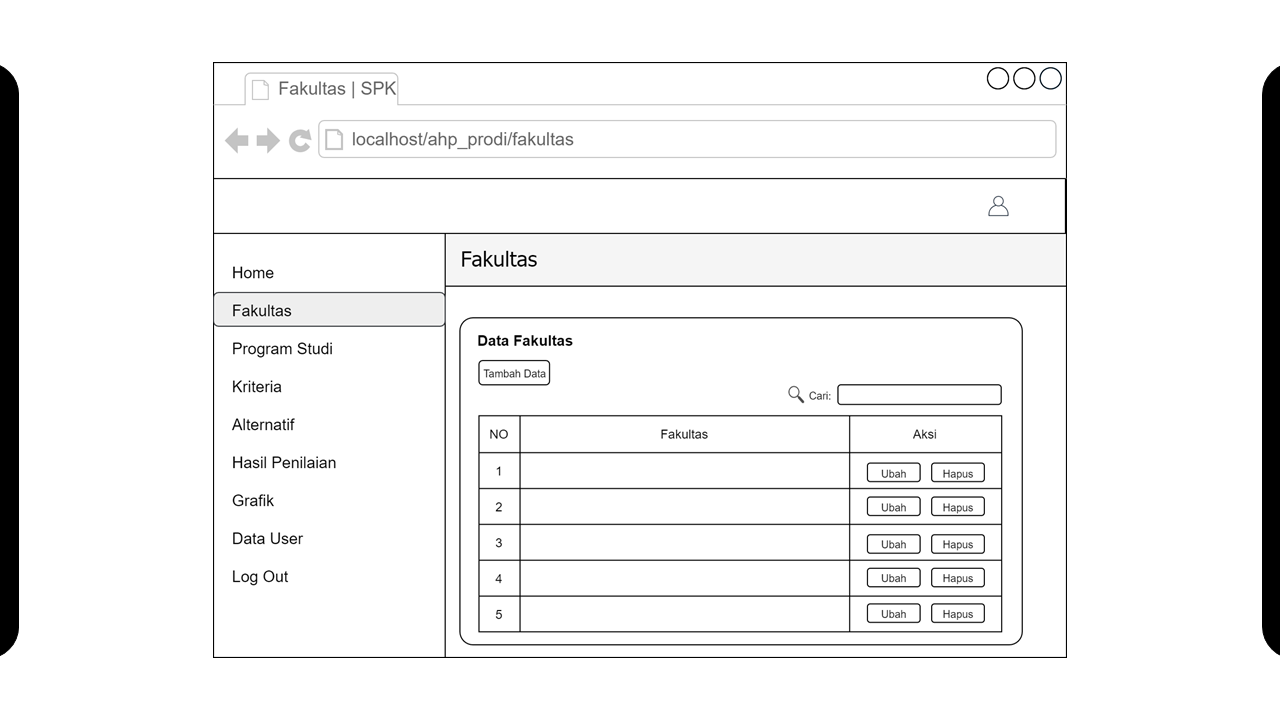 Fakultas | SPK
localhost/ahp_prodi/fakultas
Fakultas
Home
Fakultas
Program Studi
Kriteria
Alternatif
Hasil Penilaian
Grafik
Data User
Log Out
Data Fakultas
Tambah Data
Cari:
NO Fakultas Aksi
1 Ubah Hapus
2 Ubah Hapus
3 Ubah Hapus
4 Ubah Hapus
5 Ubah Hapus